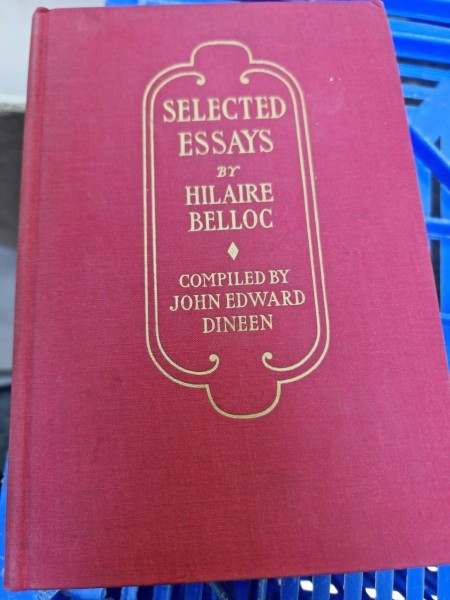 SELECTED
ESSAYS
BY
HILAIRE
BELLOC
COMPILED BY
JOHN EDWARD
DINEEN